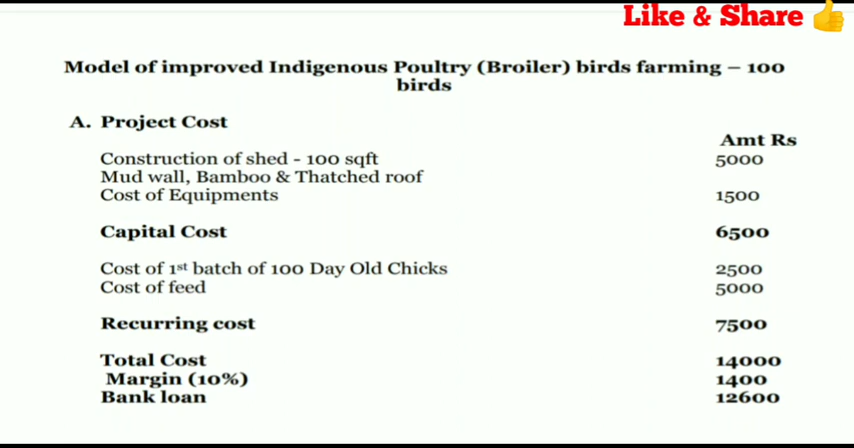 Like & Share
Model of improved Indigenous Poultry (Broiler) birds farming – 100
birds
A. Project Cost
Amt Rs
Construction of shed - 100 sqft 5000
Mud wall, Bamboo & Thatched roof
Cost of Equipments 1500
Capital Cost 6500
Cost of 1st batch of 100 Day Old Chicks 2500
Cost of feed 5000
Recurring cost 7500
Total Cost 14000
Margin (10%) 1400
Bank loan 12600